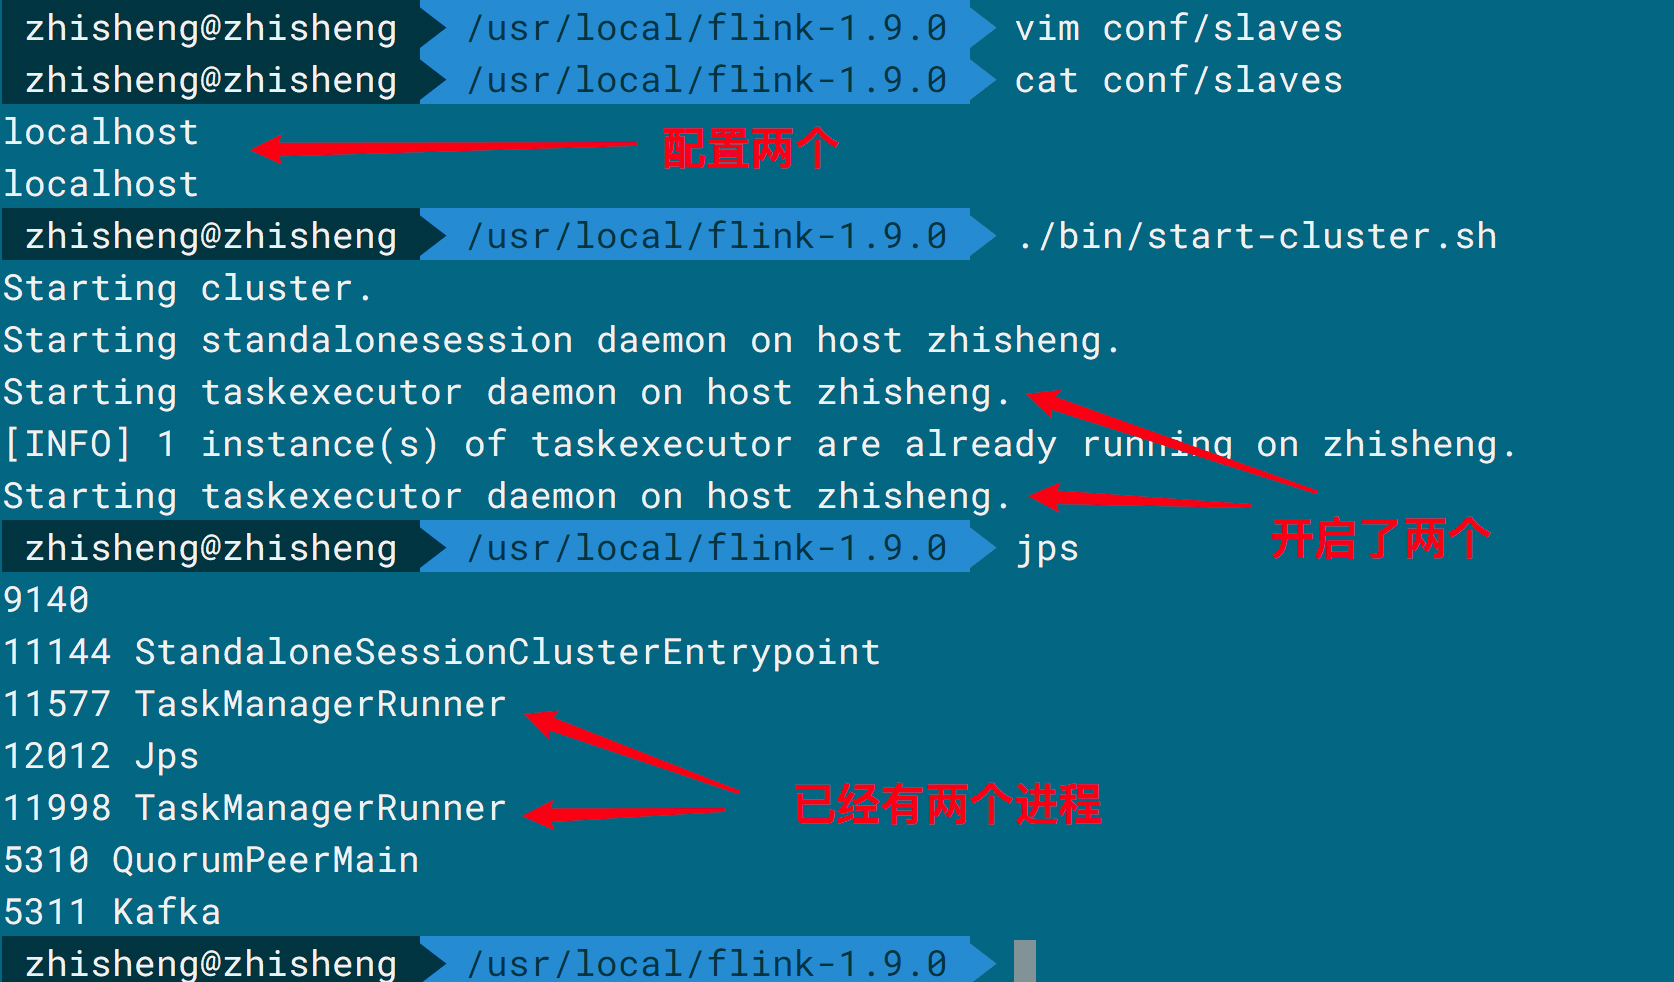 zhisheng@zhisheng /usr/local/flink-1.9.0 vim conf/slaves
zhisheng@zhisheng /usr/local/flink-1.9.0 cat conf/slaves
localhost
配置两个
localhost
zhisheng@zhisheng /usr/local/flink-1.9.0 ./bin/start-cluster.sh
Starting cluster.
Starting standalonesession daemon on host zhisheng.
Starting taskexecutor daemon on host zhisheng.
[INFO] 1 instance(s) of taskexecutor are already running on zhisheng.
Starting taskexecutor daemon on host zhisheng.
开启了两个
zhisheng@zhisheng /usr/local/flink-1.9.0 jps
9140
11144 StandaloneSessionClusterEntrypoint
11577 TaskManagerRunner
12012 Jps
11998 TaskManagerRunner
已经有两个进程
5310 QuorumPeerMain
5311 Kafka
zhisheng@zhisheng /usr/local/flink-1.9.0